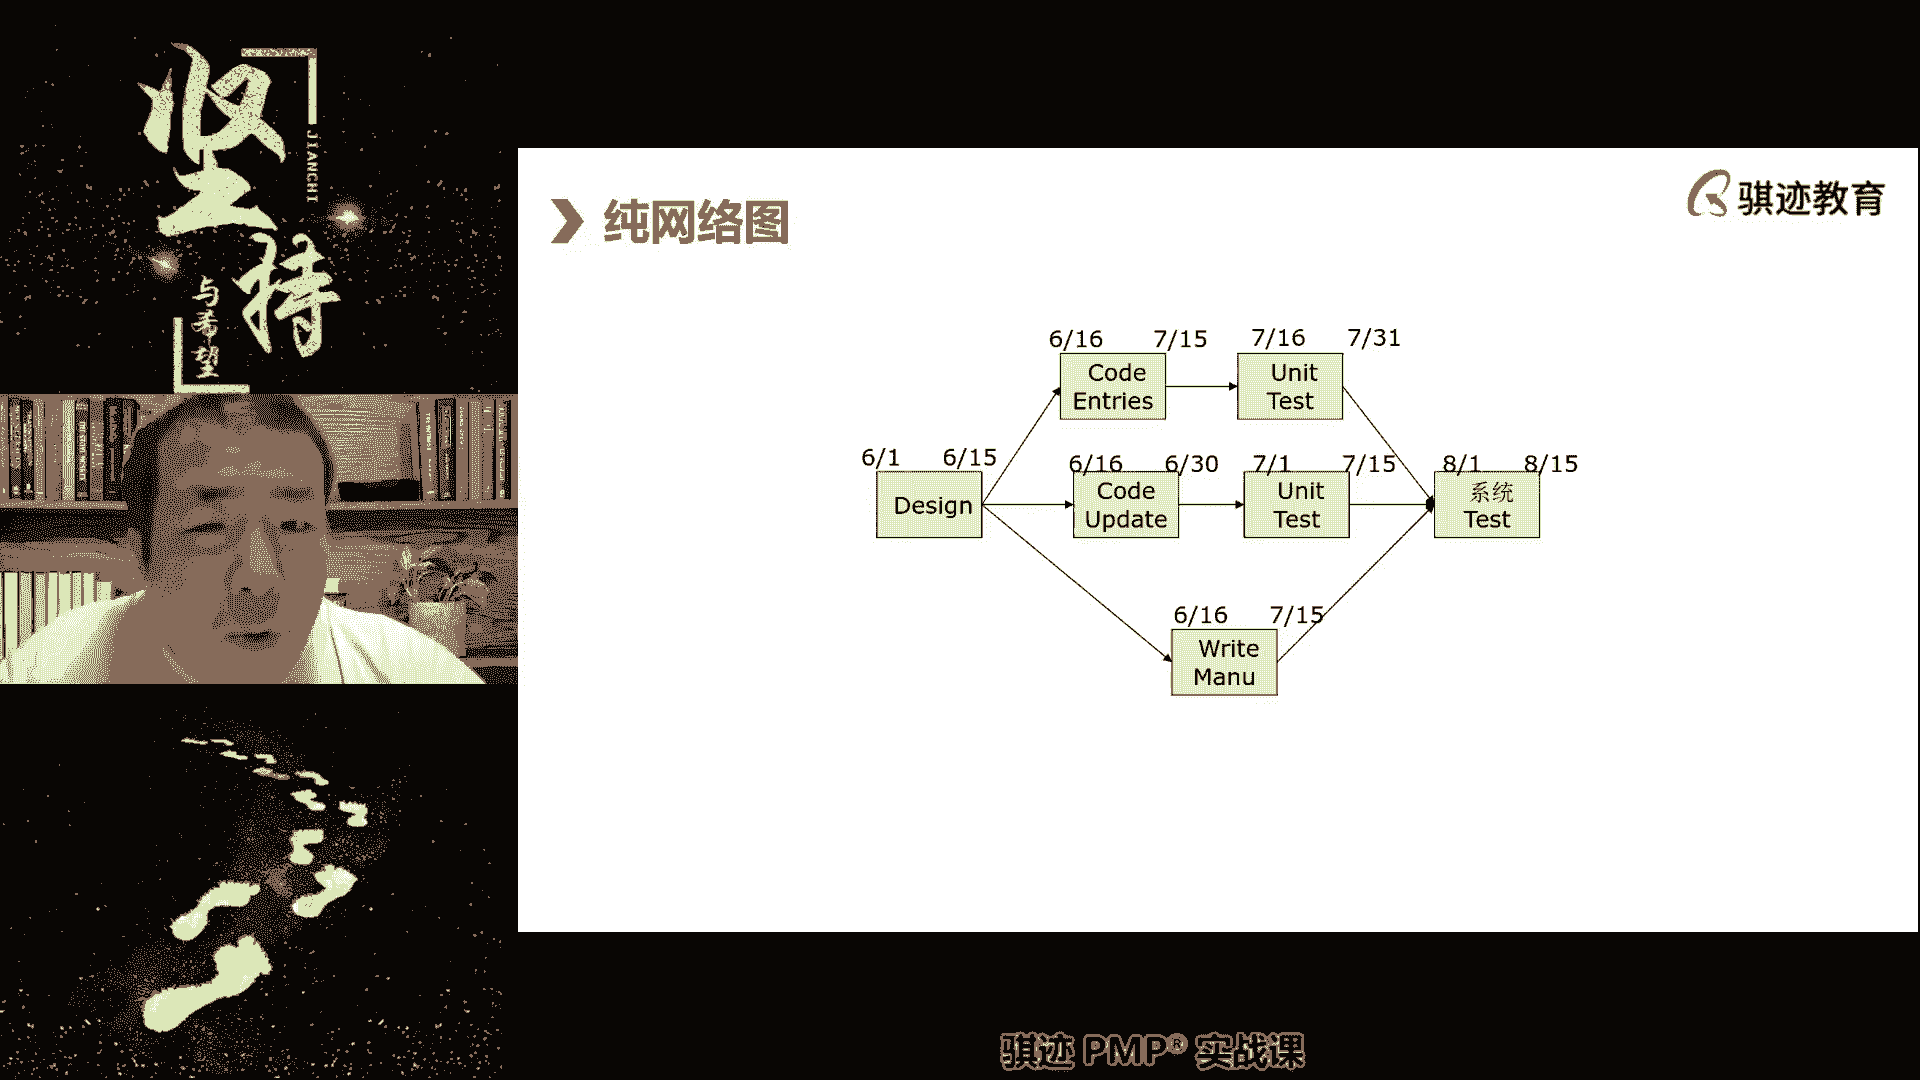 坚持
JIANCHI
与希望
骐迹教育
纯网络图
6/16 7/15 7/16 7/31
Code Entries
Unit Test
6/1 6/15 6/16 6/30 7/1 7/15 8/1 8/15
Design
Code Update
Unit Test
系统 Test
6/16 7/15
Write Manu
骐迹 PMP® 实战课